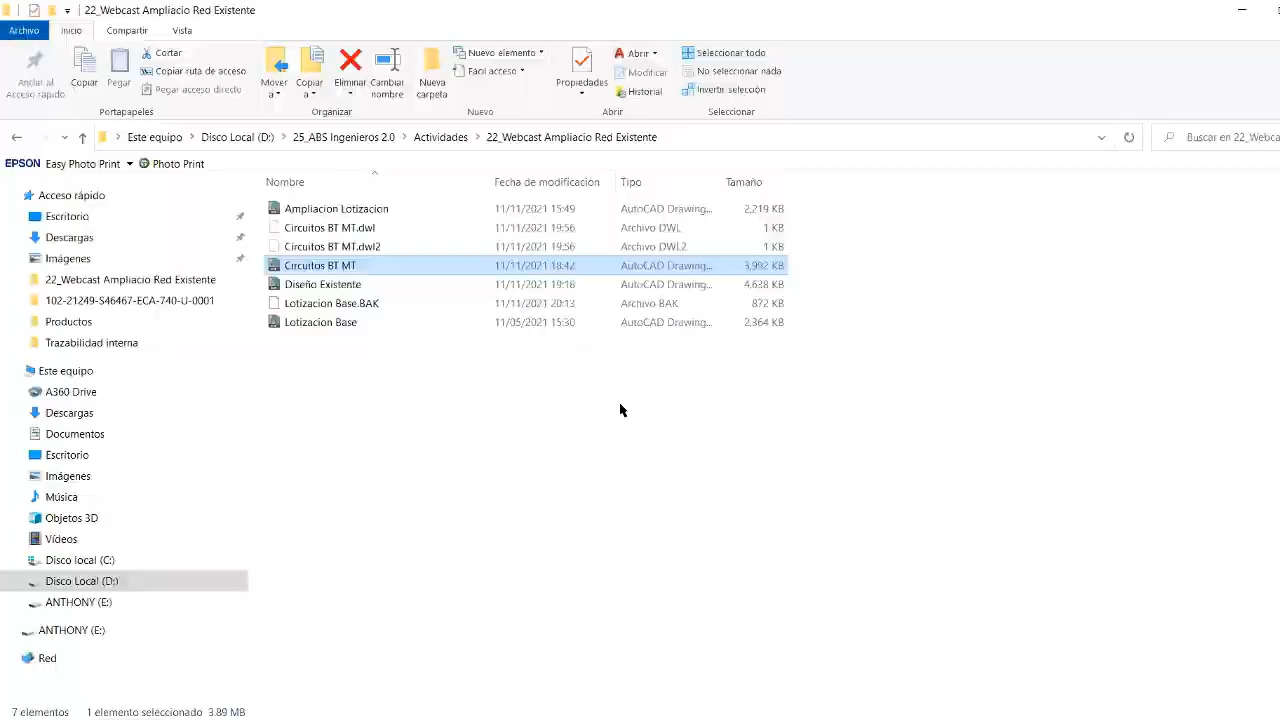 22_Webcast Ampliacio Red Existente
Archivo Inicio Compartir Vista
Anclar al Acceso rápido
Copiar
Pegar
Cortar
Copiar ruta de acceso
Pegar acceso directo
Portapapeles
Mover a
Copiar a
Eliminar
Cambiar nombre
Organizar
Nueva carpeta
Nuevo elemento
Fácil acceso
Nuevo
Propiedades
Abrir
Modificar
Historial
Abrir
Seleccionar todo
No seleccionar nada
Invertir selección
Seleccionar
Este equipo Disco Local (D:) 25_ABS Ingenieros 2.0 Actividades 22_Webcast Ampliacio Red Existente
Buscar en 22_Webca
EPSON Easy Photo Print Photo Print
Acceso rápido
Escritorio
Descargas
Imágenes
22_Webcast Ampliacio Red Existente
102-21249-S46467-ECA-740-U-0001
Productos
Trazabilidad interna
Este equipo
A360 Drive
Descargas
Documentos
Escritorio
Imágenes
Música
Objetos 3D
Vídeos
Disco local (C:)
Disco Local (D:)
ANTHONY (E:)
ANTHONY (E:)
Red
Nombre Fecha de modificación Tipo Tamaño
Ampliacion Lotizacion 11/11/2021 15:49 AutoCAD Drawing... 2,219 KB
Circuitos BT MT.dwl 11/11/2021 19:56 Archivo DWL 1 KB
Circuitos BT MT.dwl2 11/11/2021 19:56 Archivo DWL2 1 KB
Circuitos BT MT 11/11/2021 18:42 AutoCAD Drawing... 3,992 KB
Diseño Existente 11/11/2021 19:18 AutoCAD Drawing... 4,638 KB
Lotizacion Base.BAK 11/11/2021 20:13 Archivo BAK 872 KB
Lotizacion Base 11/05/2021 15:30 AutoCAD Drawing... 2,364 KB
7 elementos 1 elemento seleccionado 3.89 MB